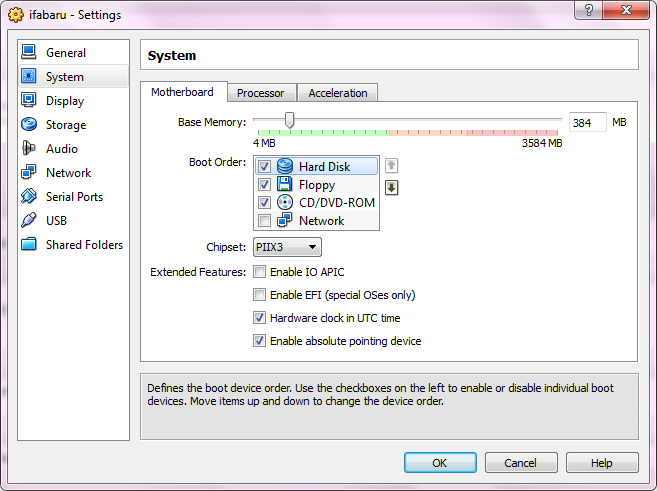 ifabaru - Settings
General
System
Display
Storage
Audio
Network
Serial Ports
USB
Shared Folders
System
Motherboard Processor Acceleration
Base Memory: 384 MB
4 MB 3584 MB
Boot Order: Hard Disk
Floppy
CD/DVD-ROM
Network
Chipset: PIIX3
Extended Features: Enable IO APIC
Enable EFI (special OSes only)
Hardware clock in UTC time
Enable absolute pointing device
Defines the boot device order. Use the checkboxes on the left to enable or disable individual boot
devices. Move items up and down to change the device order.
OK Cancel Help